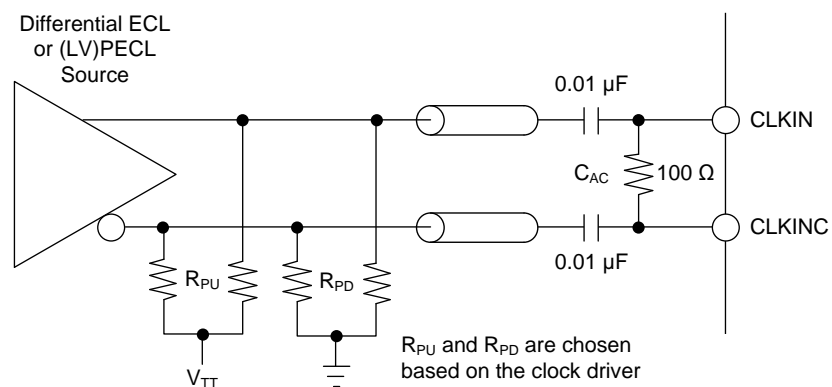 Differential ECL
or (LV)PECL
Source
0.01 µF
CLKIN
C_AC
100 Ω
CLKINC
0.01 µF
R_PU
R_PD
V_TT
R_PU and R_PD are chosen
based on the clock driver